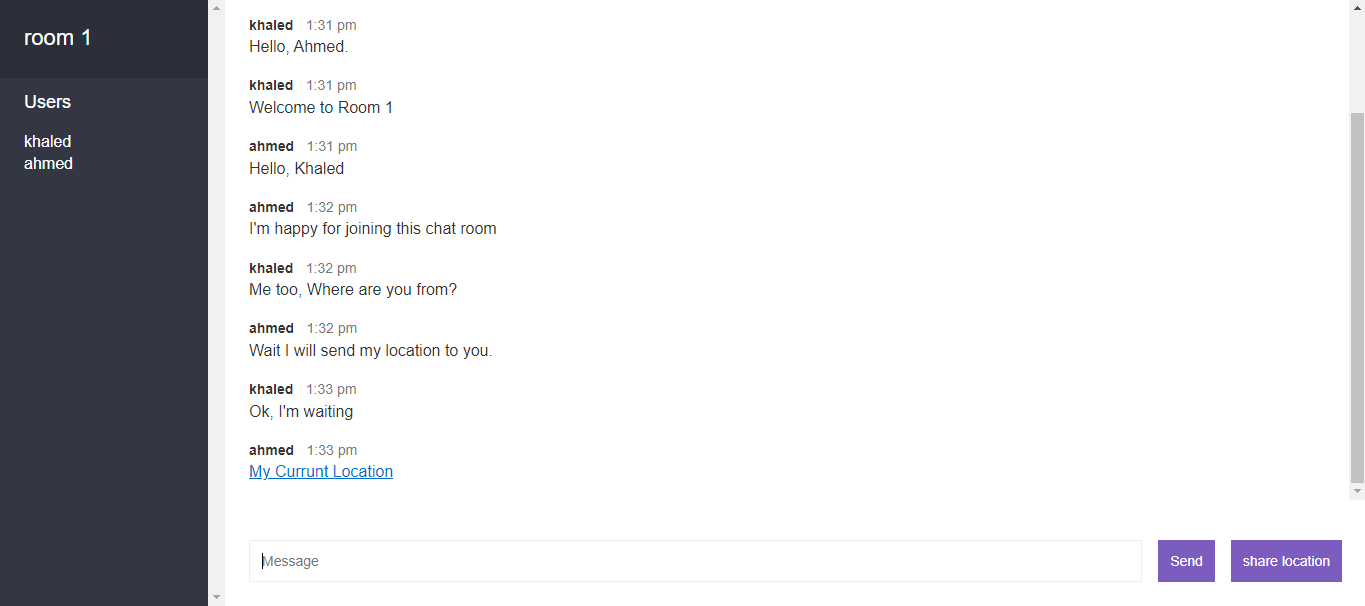 room 1
Users
khaled
ahmed
khaled 1:31 pm
Hello, Ahmed.
khaled 1:31 pm
Welcome to Room 1
ahmed 1:31 pm
Hello, Khaled
ahmed 1:32 pm
I'm happy for joining this chat room
khaled 1:32 pm
Me too, Where are you from?
ahmed 1:32 pm
Wait I will send my location to you.
khaled 1:33 pm
Ok, I'm waiting
ahmed 1:33 pm
My Currunt Location
Message
Send
share location